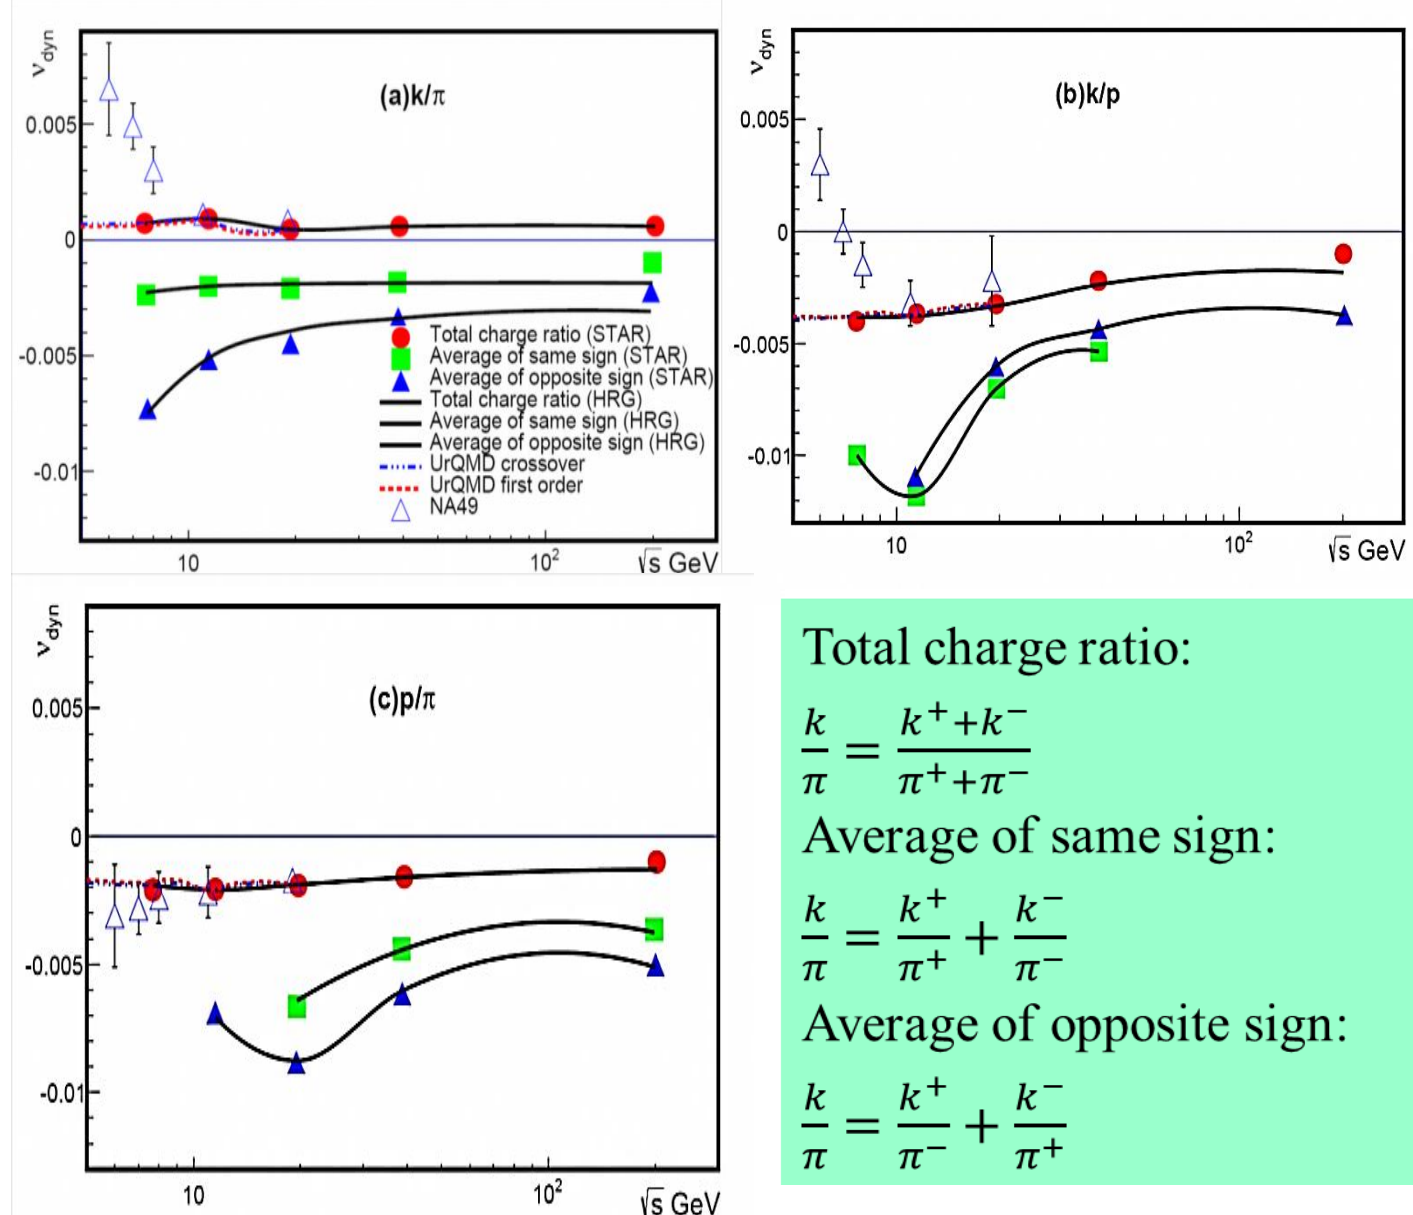 ν_dyn
(a)k/π
0.005
0
-0.005
-0.01
Total charge ratio (STAR)
Average of same sign (STAR)
Average of opposite sign (STAR)
Total charge ratio (HRG)
Average of same sign (HRG)
Average of opposite sign (HRG)
UrQMD crossover
UrQMD first order
NA49
10 10² √s GeV
ν_dyn
(b)k/p
0.005
0
-0.005
-0.01
10 10² √s GeV
ν_dyn
(c)p/π
0.005
0
-0.005
-0.01
10 10² √s GeV
Total charge ratio:
k/π = (k⁺+k⁻)/(π⁺+π⁻)
Average of same sign:
k/π = k⁺/π⁺ + k⁻/π⁻
Average of opposite sign:
k/π = k⁺/π⁻ + k⁻/π⁺